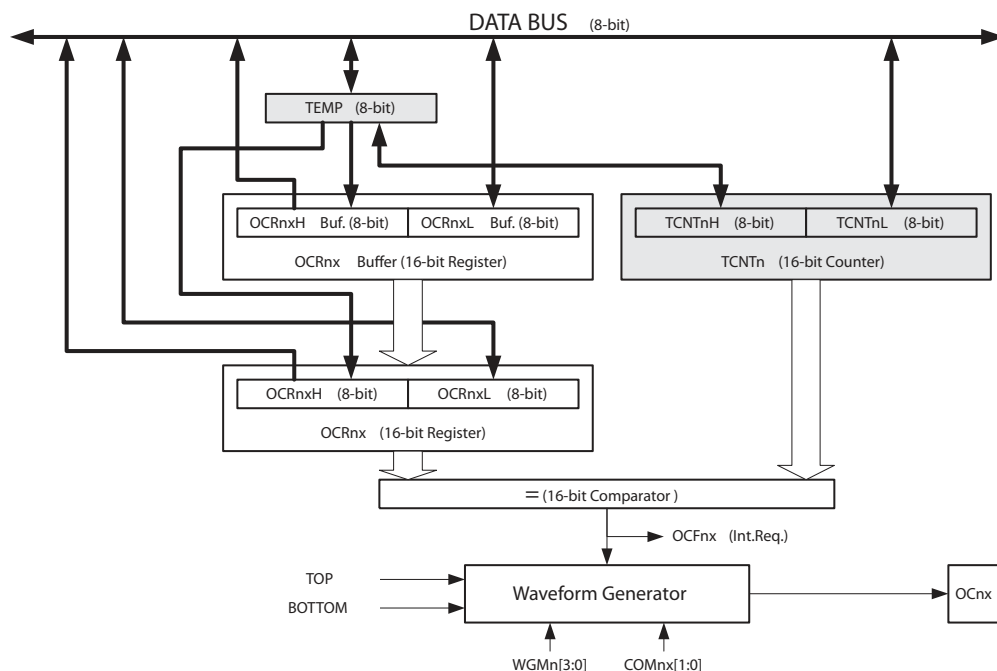 DATA BUS (8-bit)
TEMP (8-bit)
OCRnxH Buf. (8-bit) OCRnxL Buf. (8-bit) TCNTnH (8-bit) TCNTnL (8-bit)
OCRnx Buffer (16-bit Register) TCNTn (16-bit Counter)
OCRnxH (8-bit) OCRnxL (8-bit)
OCRnx (16-bit Register)
= (16-bit Comparator )
OCFnx (Int.Req.)
TOP
BOTTOM
Waveform Generator
OCnx
WGMn[3:0] COMnx[1:0]